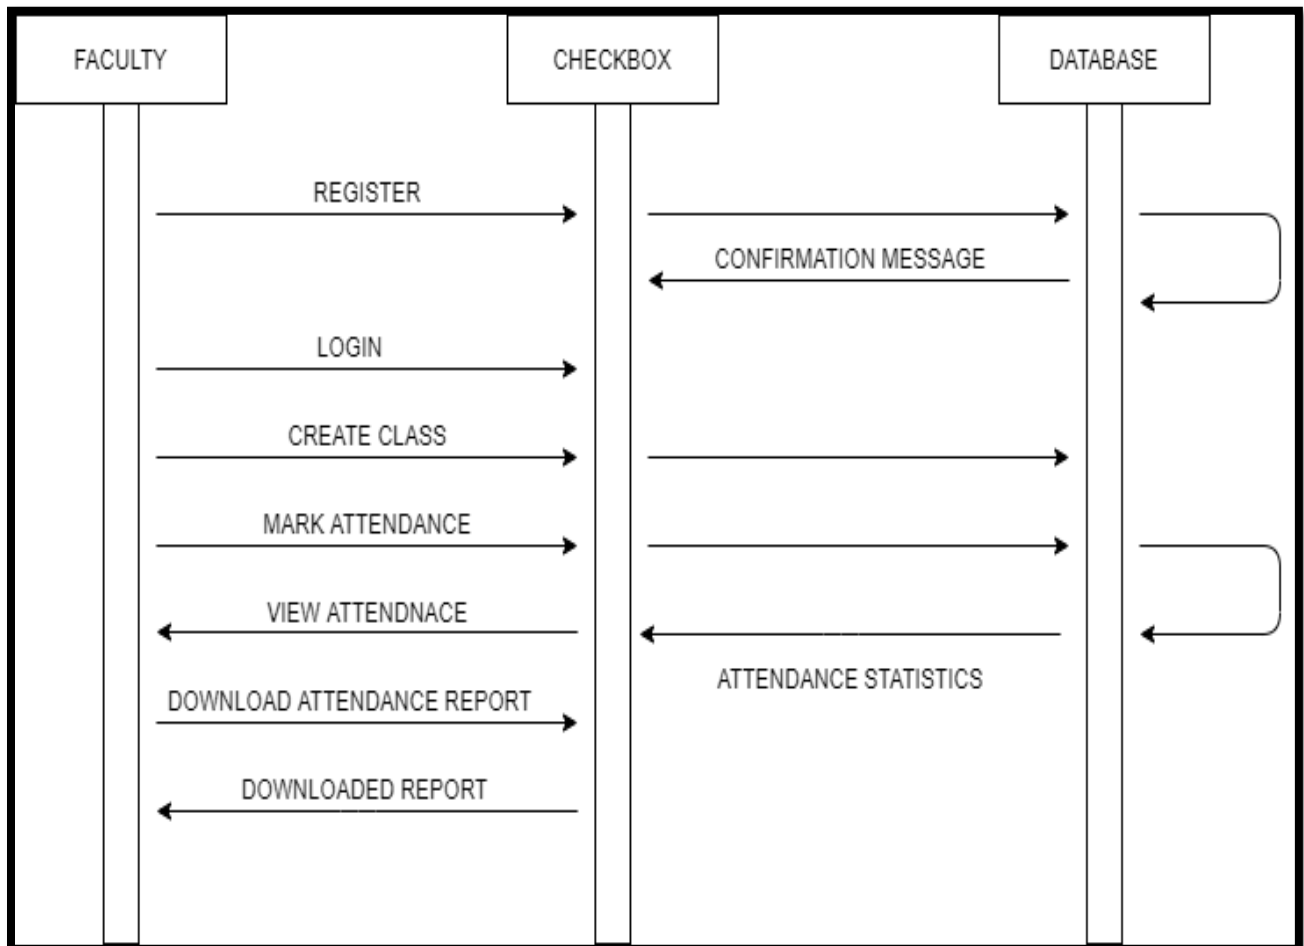 FACULTY
CHECKBOX
DATABASE
REGISTER
CONFIRMATION MESSAGE
LOGIN
CREATE CLASS
MARK ATTENDANCE
VIEW ATTENDNACE
ATTENDANCE STATISTICS
DOWNLOAD ATTENDANCE REPORT
DOWNLOADED REPORT